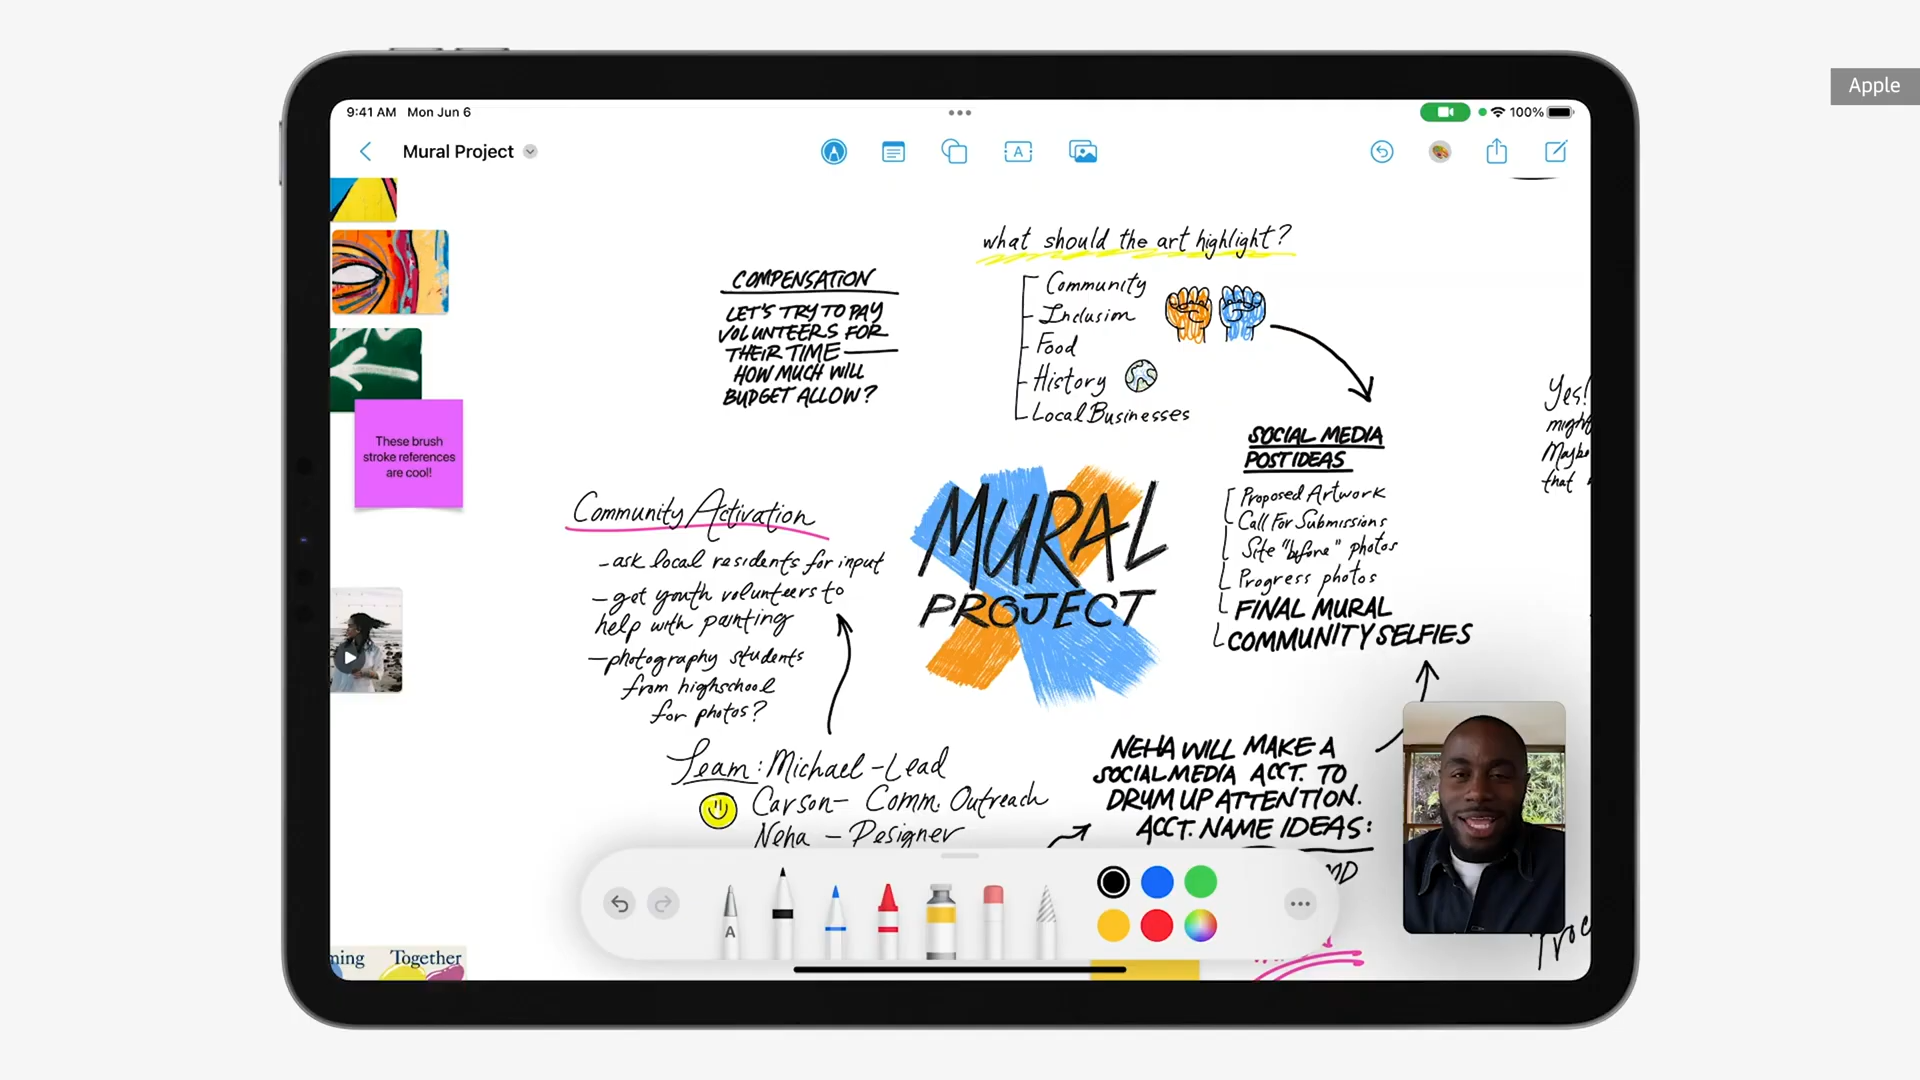 Apple
9:41 AM Mon Jun 6
100%
Mural Project
what should the art highlight?
Community
Inclusion
Food
History
Local Businesses
COMPENSATION
LET'S TRY TO PAY
VOLUNTEERS FOR
THEIR TIME —
HOW MUCH WILL
BUDGET ALLOW?
These brush
stroke references
are cool!
SOCIAL MEDIA
POST IDEAS
Proposed Artwork
Call For Submissions
Site "before" photos
Progress photos
FINAL MURAL
COMMUNITY SELFIES
Yes!
might
Maybe
that
Community Activation
- ask local residents for input
- get youth volunteers to
help with painting
- photography students
from highschool
for photos?
MURAL
PROJECT
Team: Michael - Lead
Carson - Comm. Outreach
Neha - Designer
NEHA WILL MAKE A
SOCIAL MEDIA ACCT. TO
DRUM UP ATTENTION.
ACCT. NAME IDEAS:
A
A
Together